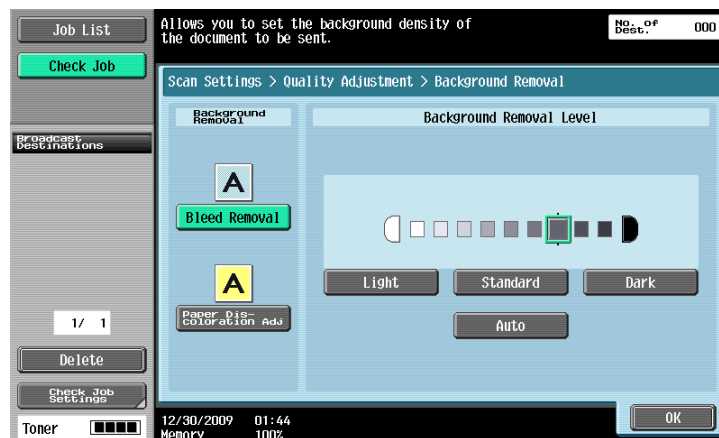 Job List
Check Job
Allows you to set the background density of
the document to be sent.
No. of
Dest.
000
Scan Settings > Quality Adjustment > Background Removal
Broadcast
Destinations
Background
Removal
Background Removal Level
A
Bleed Removal
A
Paper Dis-
coloration Adj
Light
Standard
Dark
Auto
1/ 1
Delete
Check Job
Settings
Toner
12/30/2009 01:44
Memory 100%
OK